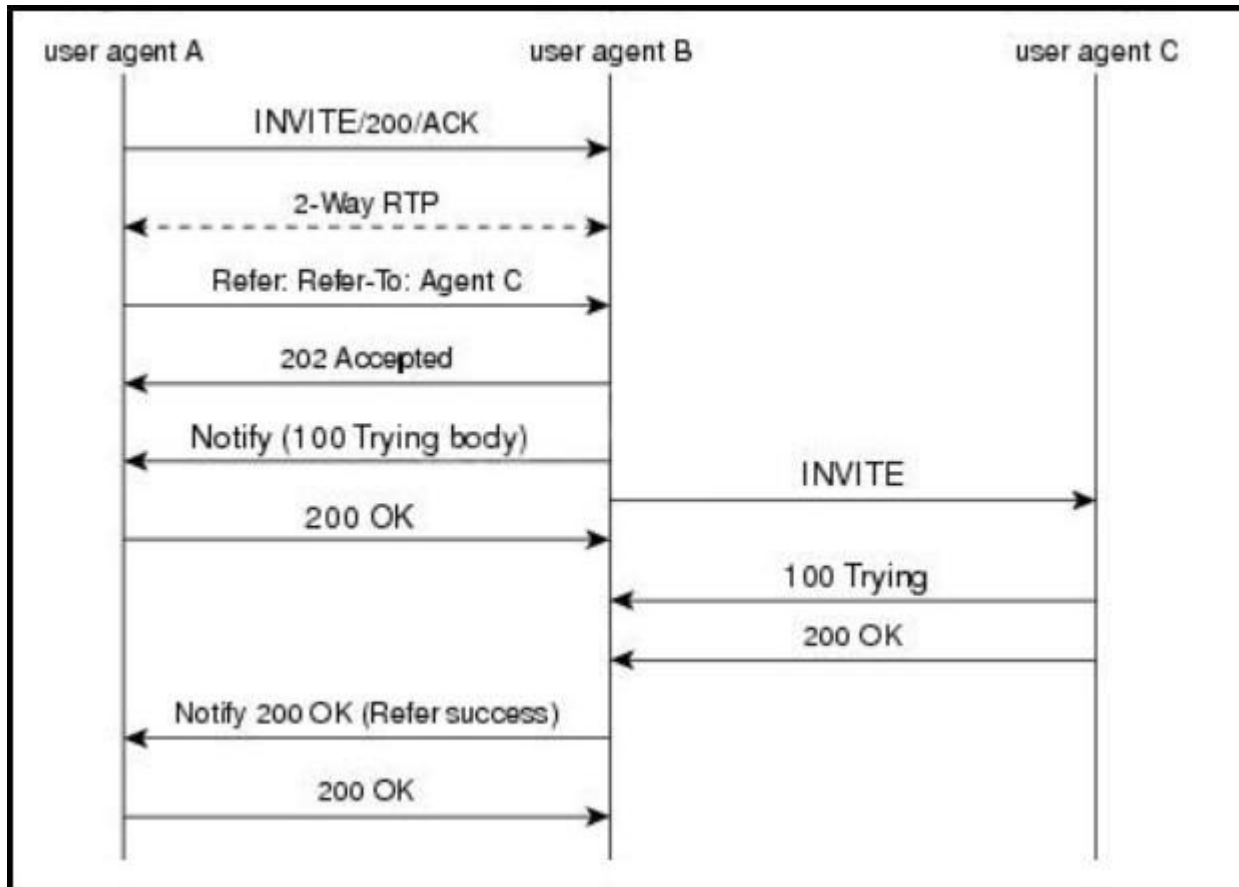 user agent A
user agent B
user agent C
INVITE/200/ACK
2-Way RTP
Refer: Refer-To: Agent C
202 Accepted
Notify (100 Trying body)
INVITE
200 OK
100 Trying
200 OK
Notify 200 OK (Refer success)
200 OK